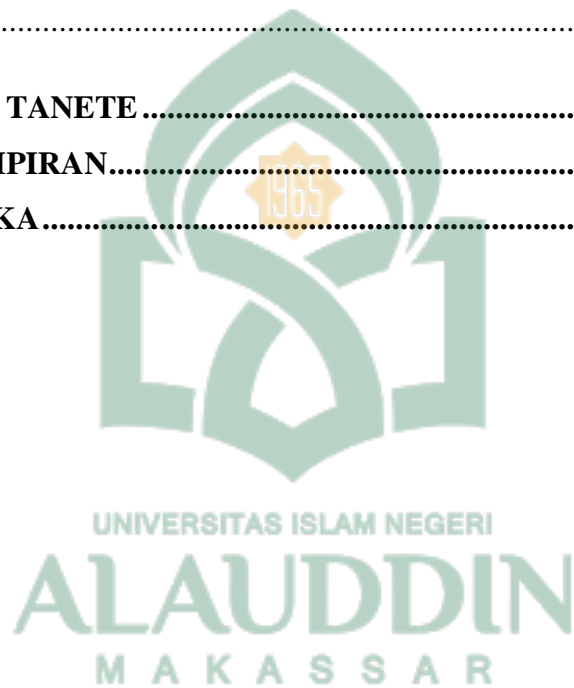 ........................................................................
TANETE........................................................
IPIRAN............................................................
KA......................................................................
1965
UNIVERSITAS ISLAM NEGERI
ALAUDDIN
MAKASSAR